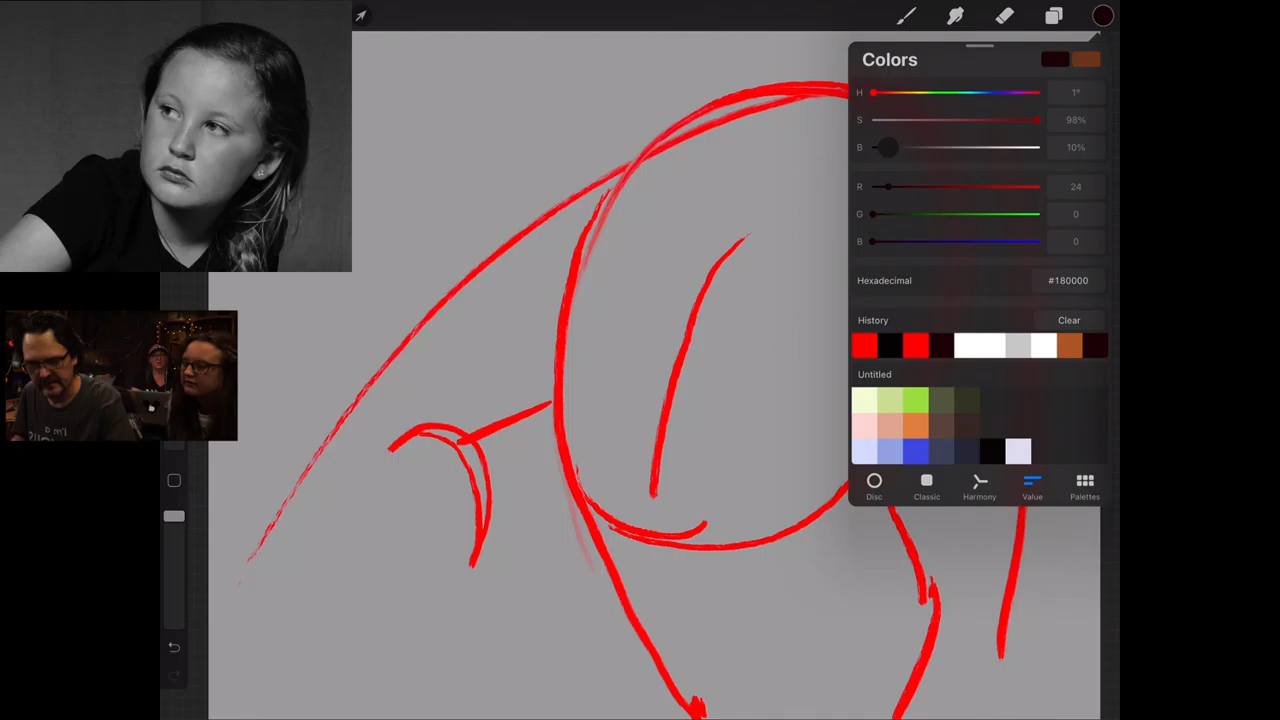 Colors
H 1°
S 98%
B 10%
R 24
G 0
B 0
Hexadecimal #180000
History Clear
Untitled
Disc Classic Harmony Value Palettes